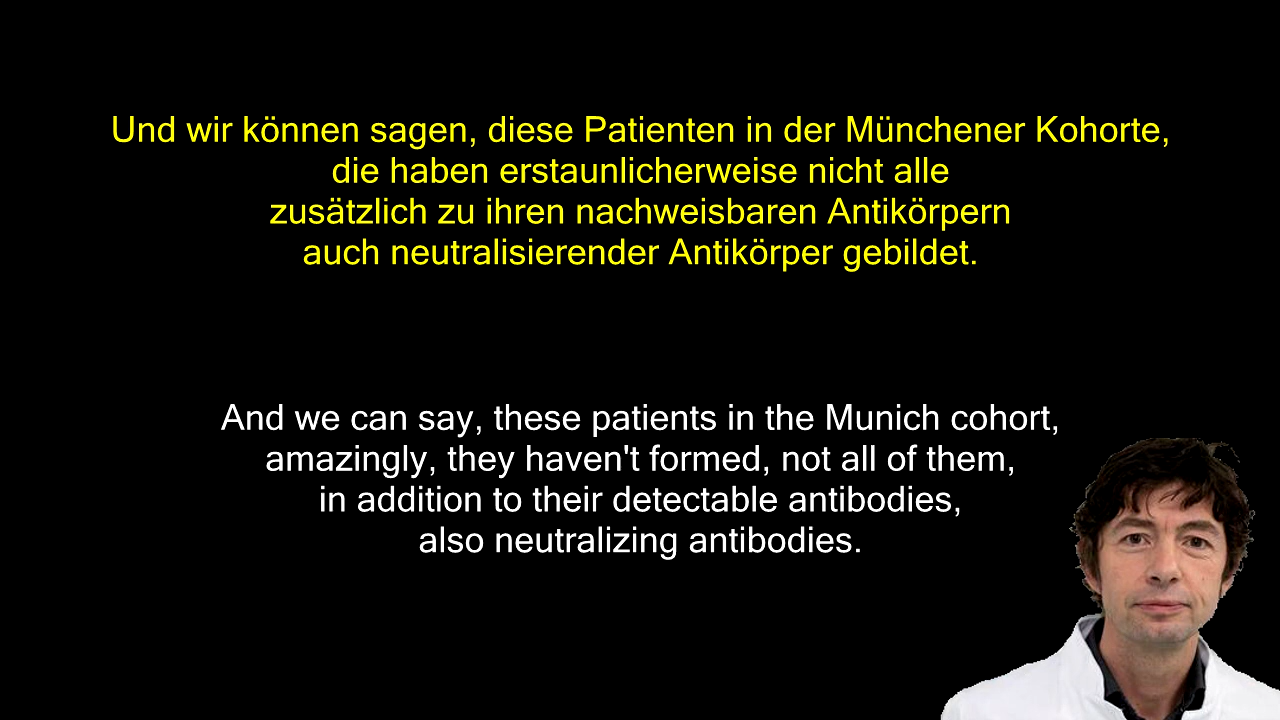 Und wir können sagen, diese Patienten in der Münchener Kohorte,
die haben erstaunlicherweise nicht alle
zusätzlich zu ihren nachweisbaren Antikörpern
auch neutralisierender Antikörper gebildet.
And we can say, these patients in the Munich cohort,
amazingly, they haven't formed, not all of them,
in addition to their detectable antibodies,
also neutralizing antibodies.